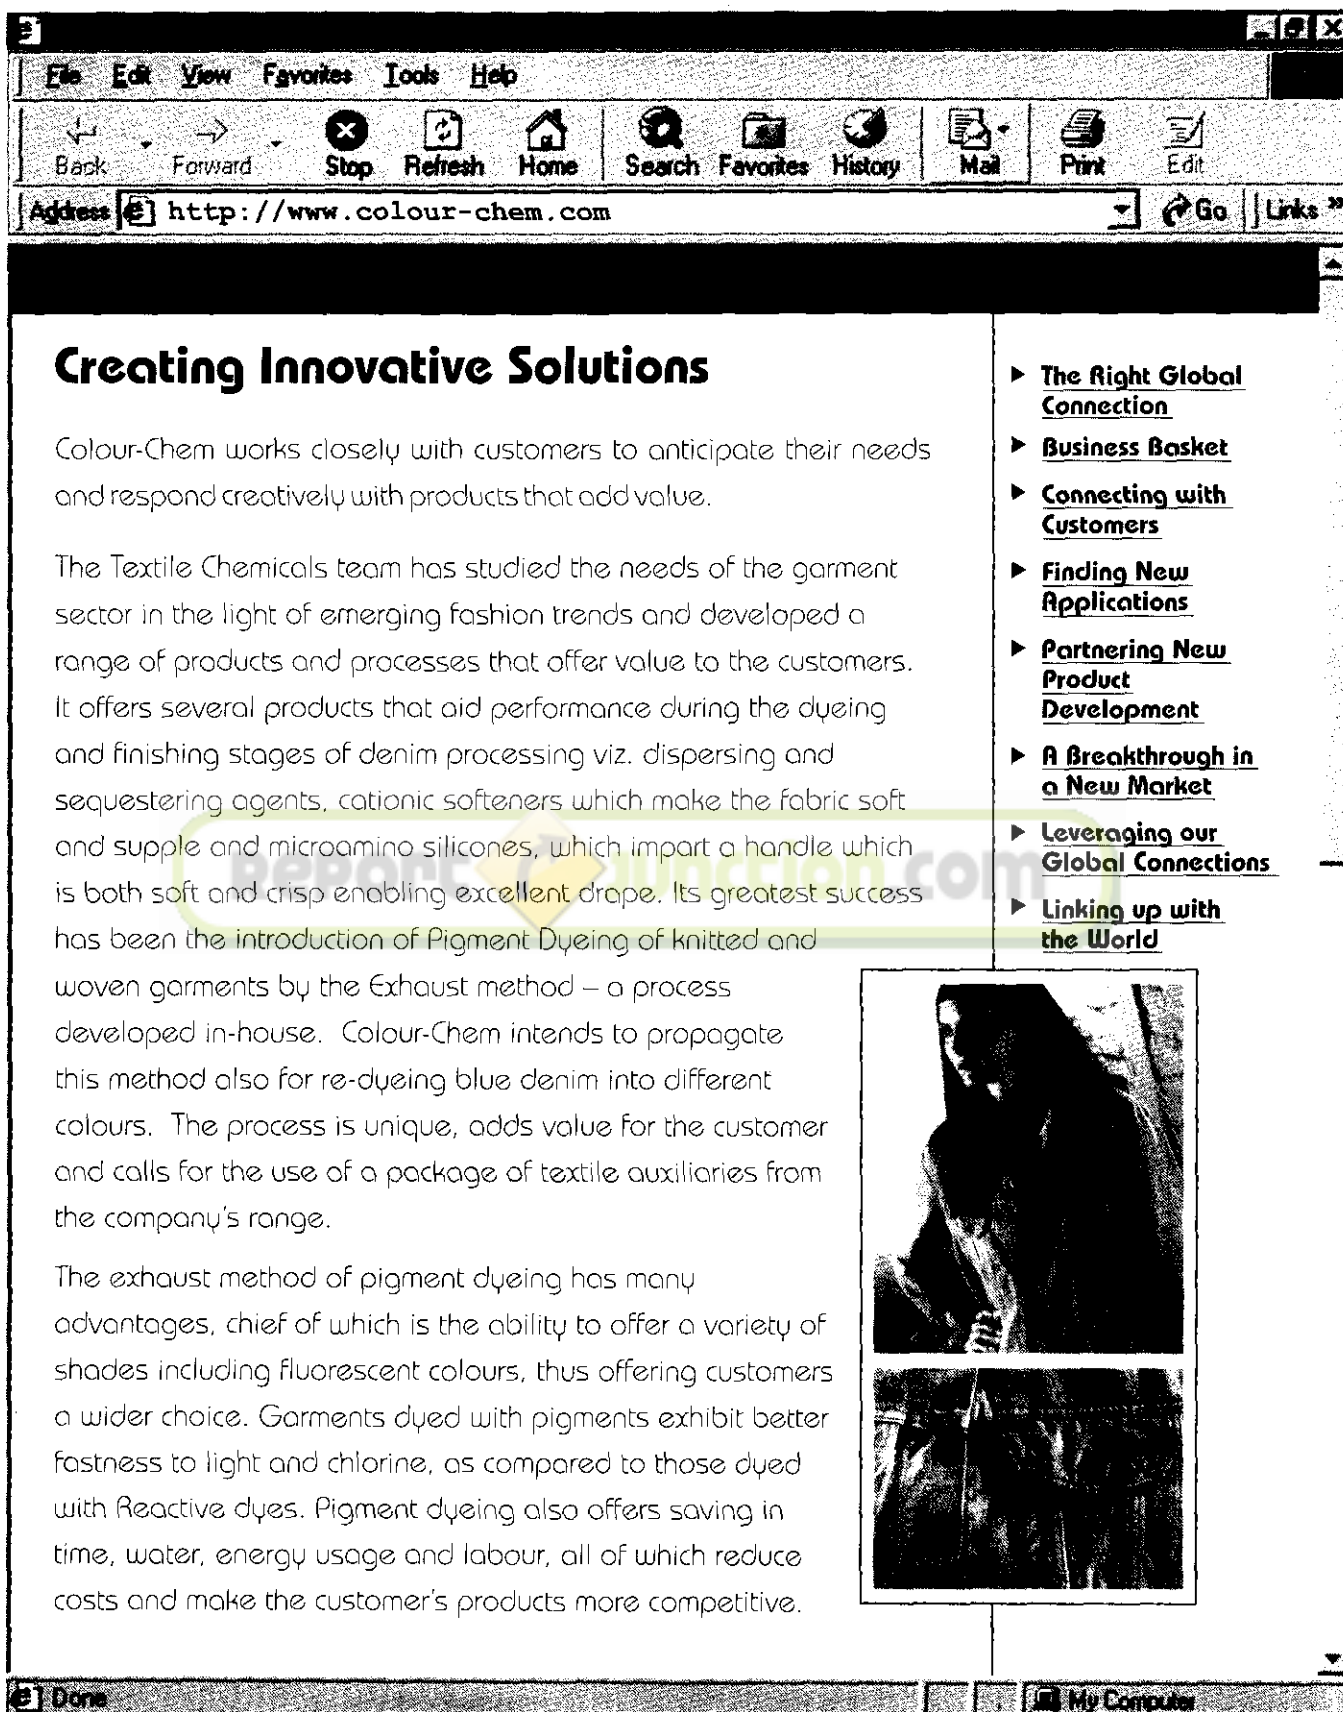 File Edit View Favorites Tools Help
Back Forward Stop Refresh Home Search Favorites History Mail Print Edit
Address http://www.colour-chem.com Go Links »
Creating Innovative Solutions
Colour-Chem works closely with customers to anticipate their needs
and respond creatively with products that add value.
The Textile Chemicals team has studied the needs of the garment
sector in the light of emerging fashion trends and developed a
range of products and processes that offer value to the customers.
It offers several products that aid performance during the dyeing
and finishing stages of denim processing viz. dispersing and
sequestering agents, cationic softeners which make the fabric soft
and supple and microamino silicones, which impart a handle which
is both soft and crisp enabling excellent drape. Its greatest success
has been the introduction of Pigment Dyeing of knitted and
woven garments by the Exhaust method – a process
developed in-house. Colour-Chem intends to propagate
this method also for re-dyeing blue denim into different
colours. The process is unique, adds value for the customer
and calls for the use of a package of textile auxiliaries from
the company's range.
The exhaust method of pigment dyeing has many
advantages, chief of which is the ability to offer a variety of
shades including fluorescent colours, thus offering customers
a wider choice. Garments dyed with pigments exhibit better
fastness to light and chlorine, as compared to those dyed
with Reactive dyes. Pigment dyeing also offers saving in
time, water, energy usage and labour, all of which reduce
costs and make the customer's products more competitive.
The Right Global
Connection
Business Basket
Connecting with
Customers
Finding New
Applications
Partnering New
Product
Development
A Breakthrough in
a New Market
Leveraging our
Global Connections
Linking up with
the World
Report Junction.com
Done My Computer